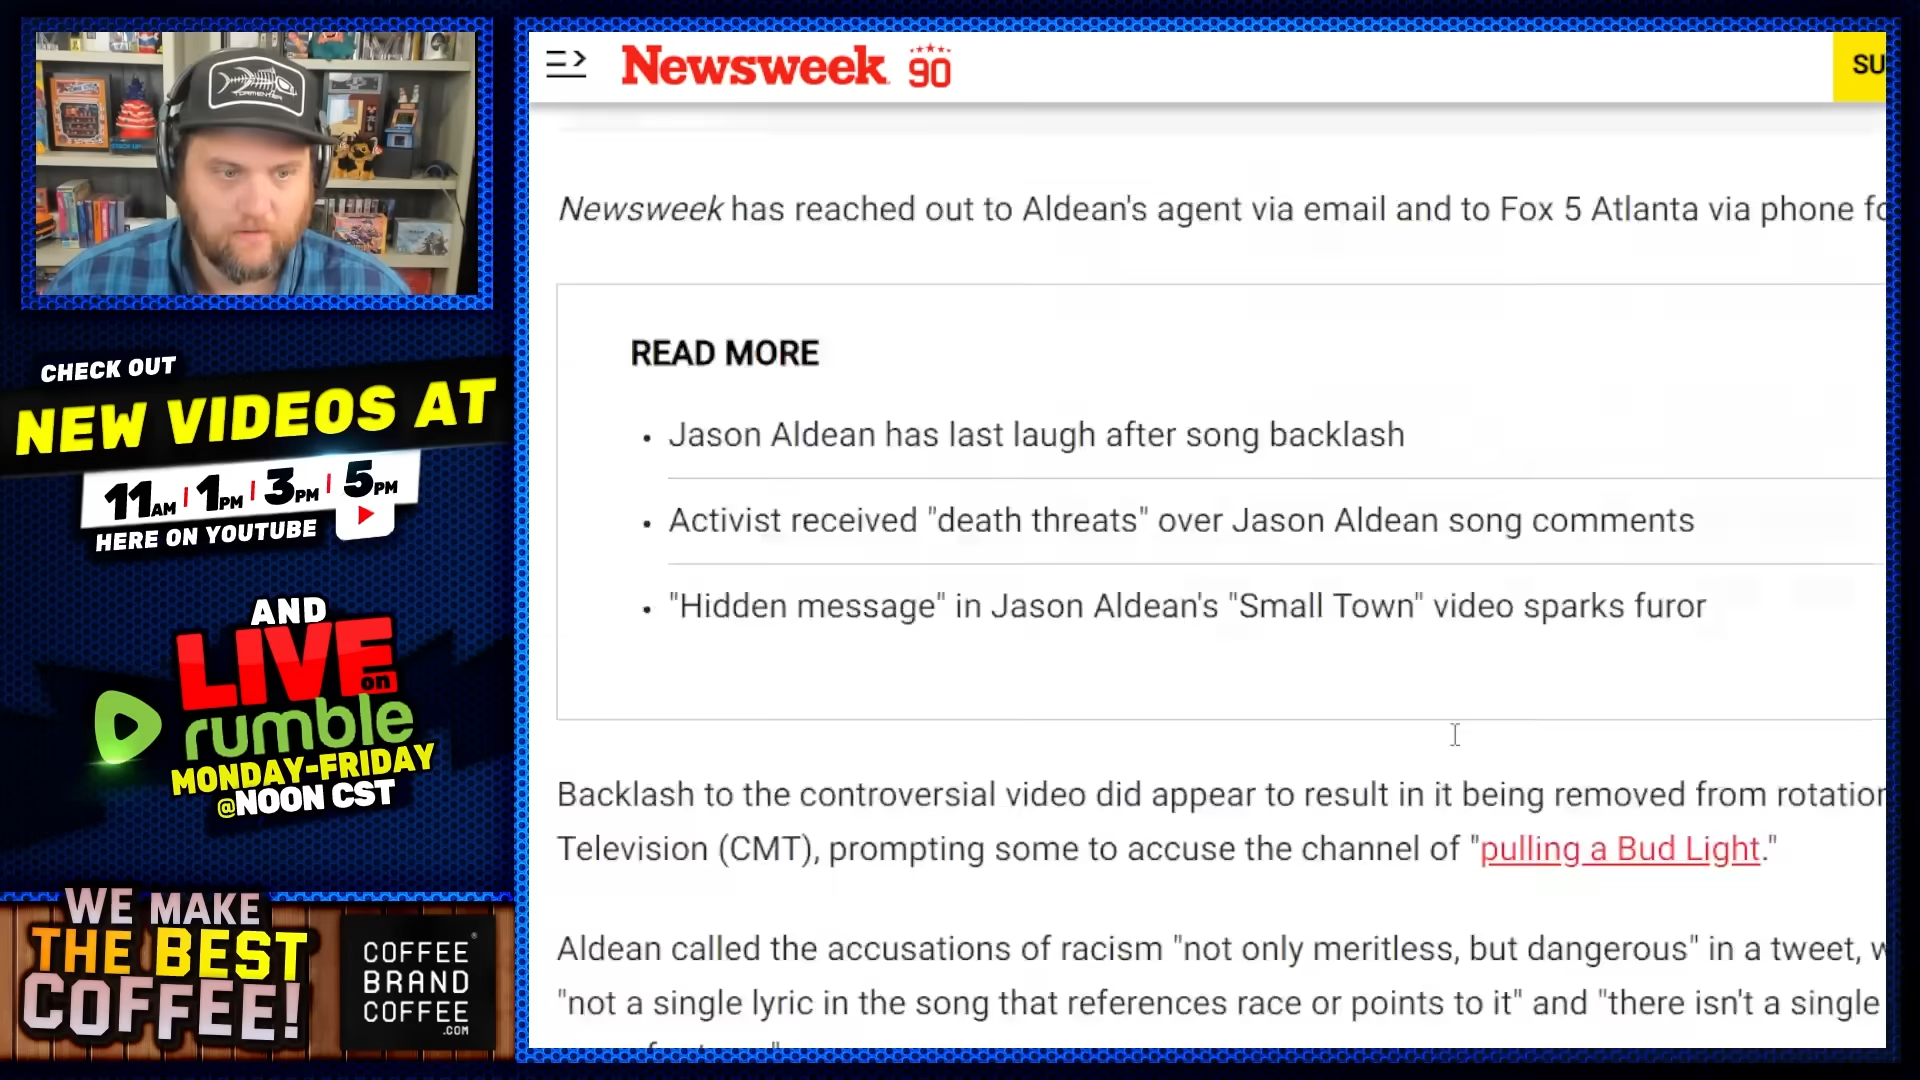 TORMENTER
CHECK OUT
NEW VIDEOS AT
11AM | 1PM | 3PM | 5PM
HERE ON YOUTUBE
AND
LIVE
on
rumble
MONDAY-FRIDAY
@NOON CST
WE MAKE
THE BEST
COFFEE!
COFFEE®
BRAND
COFFEE
.COM
Newsweek 90
SU
Newsweek has reached out to Aldean's agent via email and to Fox 5 Atlanta via phone fo
READ MORE
• Jason Aldean has last laugh after song backlash
• Activist received "death threats" over Jason Aldean song comments
• "Hidden message" in Jason Aldean's "Small Town" video sparks furor
Backlash to the controversial video did appear to result in it being removed from rotation
Television (CMT), prompting some to accuse the channel of "pulling a Bud Light."
Aldean called the accusations of racism "not only meritless, but dangerous" in a tweet, w
"not a single lyric in the song that references race or points to it" and "there isn't a single